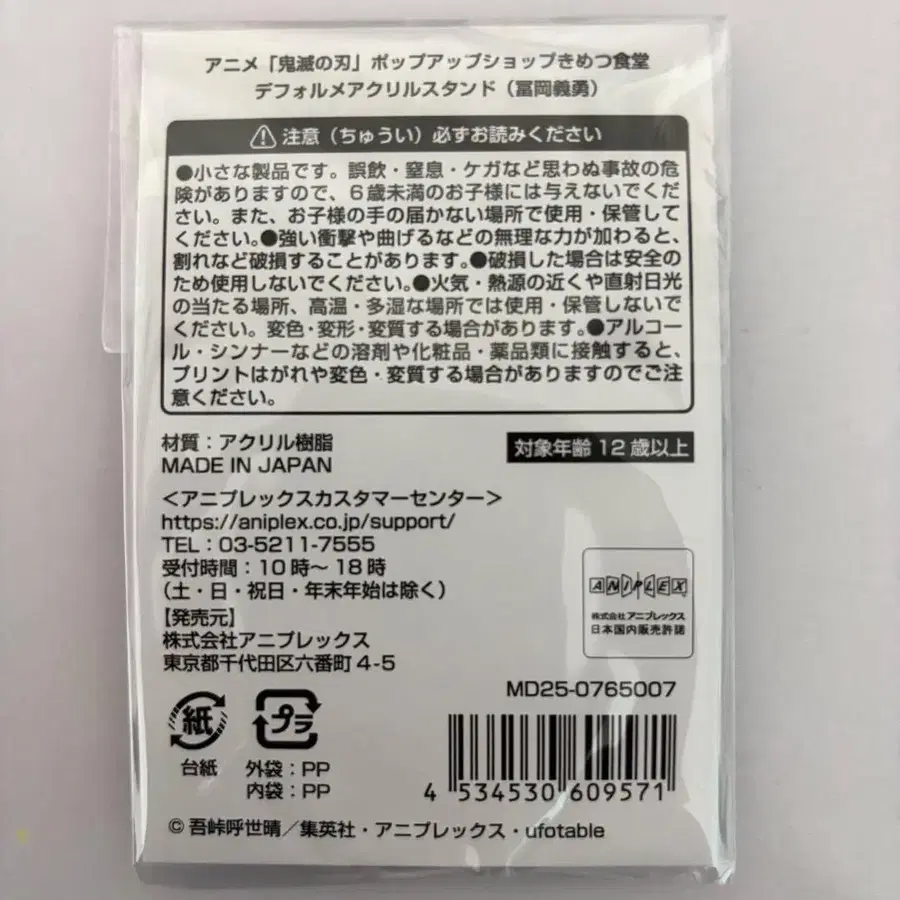 アニメ「鬼滅の刃」ポップアップショップきめつ食堂
デフォルメアクリルスタンド（冨岡義勇）
注意（ちゅうい）必ずお読みください
●小さな製品です。誤飲・窒息・ケガなど思わぬ事故の危
険がありますので、６歳未満のお子様には与えないでくだ
さい。また、お子様の手の届かない場所で使用・保管して
ください。●強い衝撃や曲げるなどの無理な力が加わると、
割れなど破損することがあります。●破損した場合は安全の
ため使用しないでください。●火気・熱源の近くや直射日光
の当たる場所、高温・多湿な場所では使用・保管しないで
ください。変色・変形・変質する場合があります。●アルコー
ル・シンナーなどの溶剤や化粧品・薬品類に接触すると、
プリントはがれや変色・変質する場合がありますのでご注
意ください。
材質：アクリル樹脂
MADE IN JAPAN
対象年齢 12 歳以上
＜アニプレックスカスタマーセンター＞
https://aniplex.co.jp/support/
TEL：03-5211-7555
受付時間：10 時～ 18 時
（土・日・祝日・年末年始は除く）
【発売元】
株式会社アニプレックス
東京都千代田区六番町 4-5
ANIPLEX
株式会社アニプレックス
日本国内販売許諾
MD25-0765007
紙
台紙
プラ
外袋：PP
内袋：PP
4 534530 609571
© 吾峠呼世晴／集英社・アニプレックス・ufotable